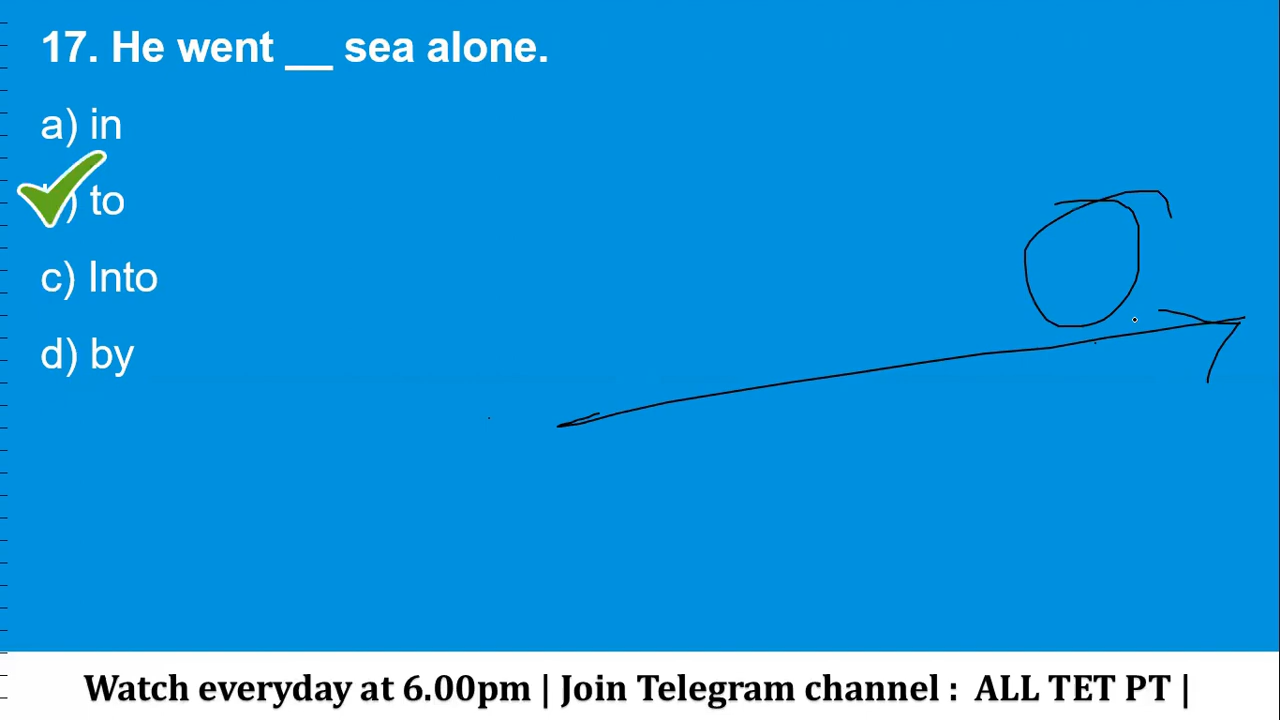 17. He went __ sea alone.
a) in
) to
c) Into
d) by
Watch everyday at 6.00pm | Join Telegram channel : ALL TET PT |